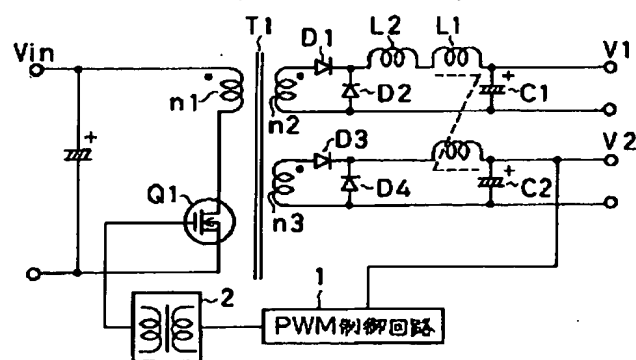 T1
D1
L2
L1
V1
Vin
n1
n2
D2
+
C1
D3
V2
+
Q1
n3
D4
+
C2
2
1
PWM制御回路